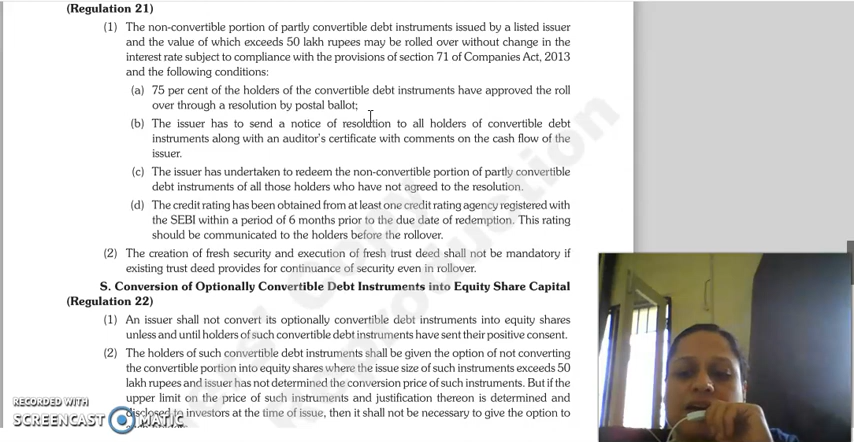 (Regulation 21)
(1) The non-convertible portion of partly convertible debt instruments issued by a listed issuer
and the value of which exceeds 50 lakh rupees may be rolled over without change in the
interest rate subject to compliance with the provisions of section 71 of Companies Act, 2013
and the following conditions:
(a) 75 per cent of the holders of the convertible debt instruments have approved the roll
over through a resolution by postal ballot;
(b) The issuer has to send a notice of resolution to all holders of convertible debt
instruments along with an auditor's certificate with comments on the cash flow of the
issuer.
(c) The issuer has undertaken to redeem the non-convertible portion of partly convertible
debt instruments of all those holders who have not agreed to the resolution.
(d) The credit rating has been obtained from at least one credit rating agency registered with
the SEBI within a period of 6 months prior to the due date of redemption. This rating
should be communicated to the holders before the rollover.
(2) The creation of fresh security and execution of fresh trust deed shall not be mandatory if
existing trust deed provides for continuance of security even in rollover.
S. Conversion of Optionally Convertible Debt Instruments into Equity Share Capital
(Regulation 22)
(1) An issuer shall not convert its optionally convertible debt instruments into equity shares
unless and until holders of such convertible debt instruments have sent their positive consent.
(2) The holders of such convertible debt instruments shall be given the option of not converting
the convertible portion into equity shares where the issue size of such instruments exceeds 50
lakh rupees and issuer has not determined the conversion price of such instruments. But if the
upper limit on the price of such instruments and justification thereon is determined and
disclosed to investors at the time of issue, then it shall not be necessary to give the option to
RECORDED WITH
SCREENCAST MATIC